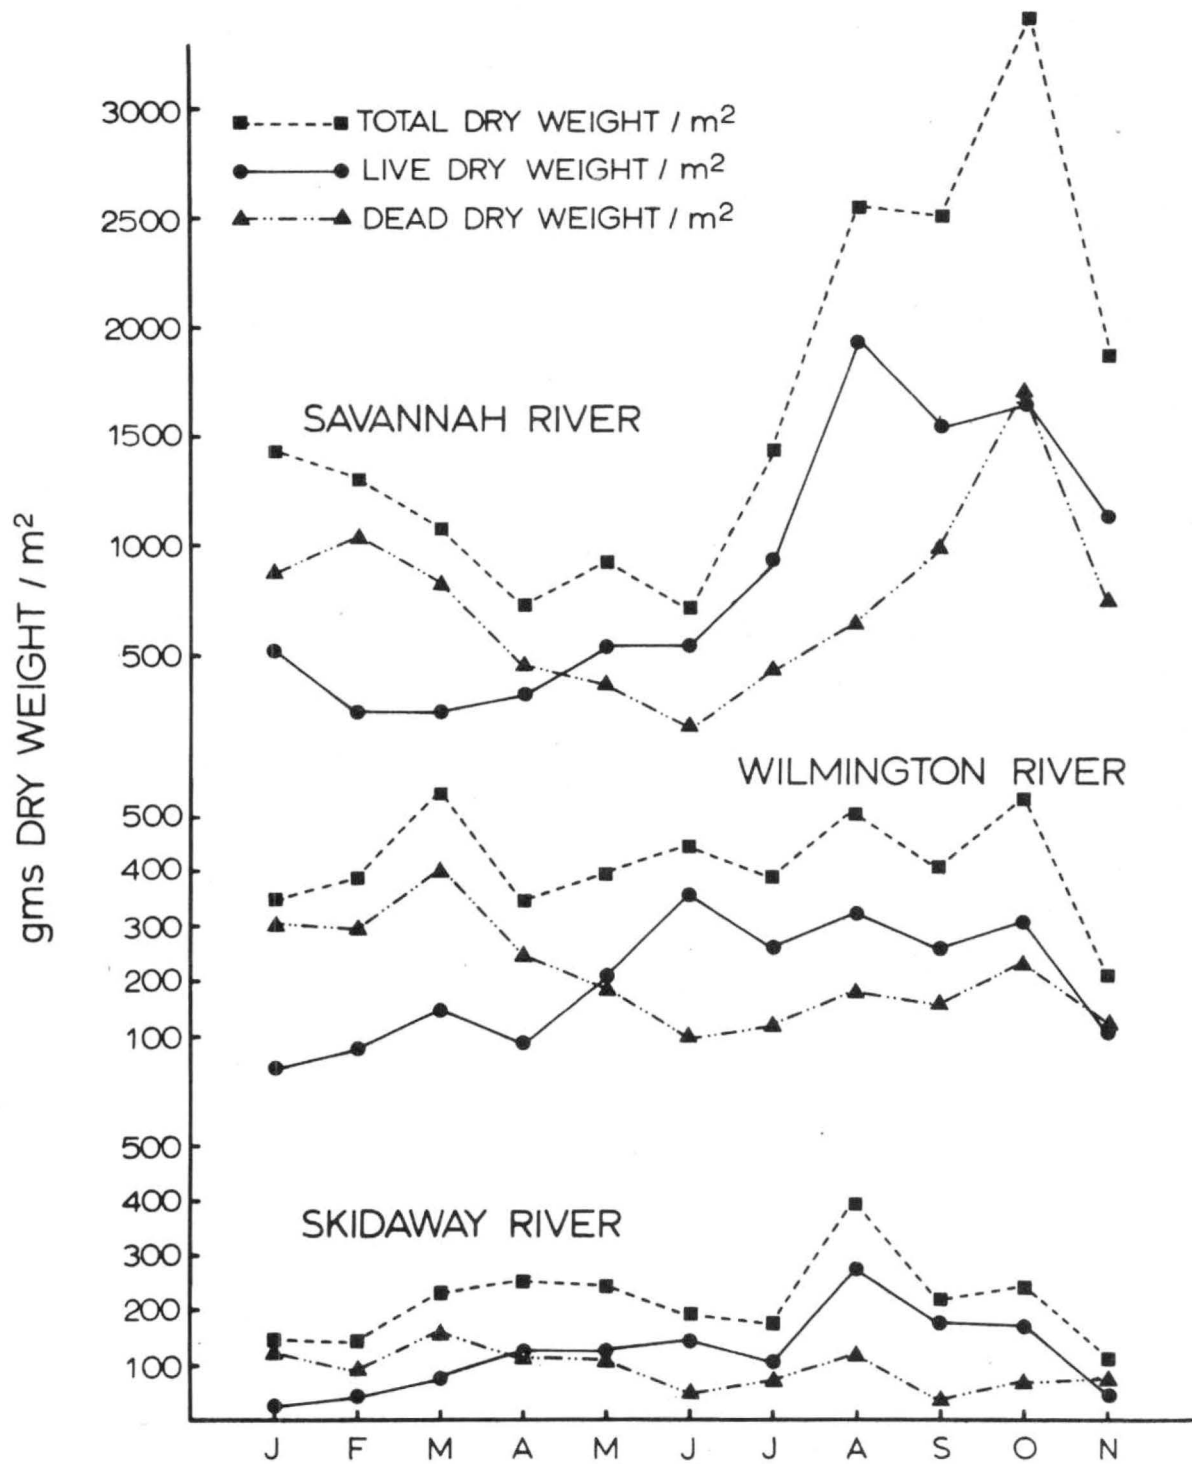 3000
TOTAL DRY WEIGHT / m²
LIVE DRY WEIGHT / m²
2500
DEAD DRY WEIGHT / m²
2000
SAVANNAH RIVER
1500
1000
500
gms DRY WEIGHT / m²
WILMINGTON RIVER
500
400
300
200
100
500
400
SKIDAWAY RIVER
300
200
100
J F M A M J J A S O N